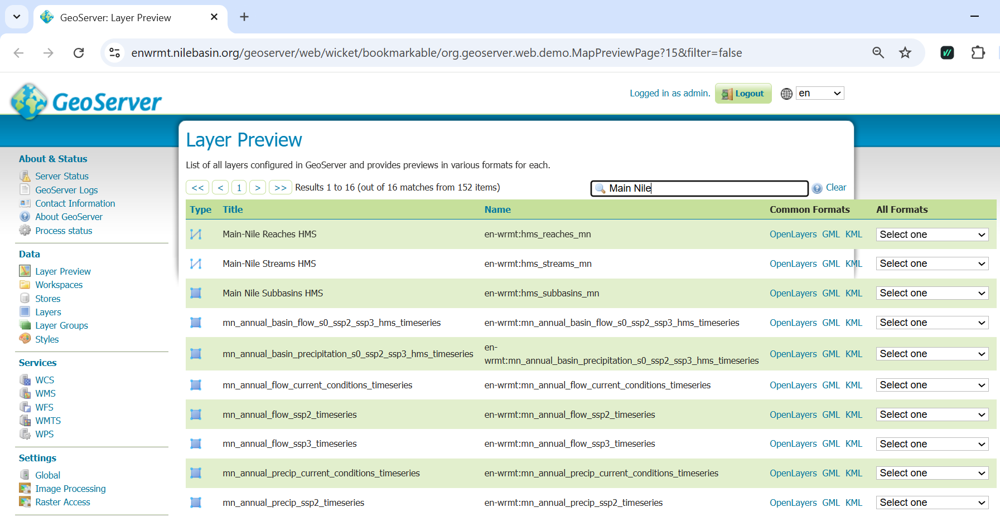 GeoServer: Layer Preview
enwrmt.nilebasin.org/geoserver/web/wicket/bookmarkable/org.geoserver.web.demo.MapPreviewPage?15&filter=false
GeoServer
Logged in as admin. Logout en
Layer Preview
List of all layers configured in GeoServer and provides previews in various formats for each.
<< < 1 > >> Results 1 to 16 (out of 16 matches from 152 items) Main Nile Clear
About & Status
Server Status
GeoServer Logs
Contact Information
About GeoServer
Process status
Data
Layer Preview
Workspaces
Stores
Layers
Layer Groups
Styles
Services
WCS
WMS
WFS
WMTS
WPS
Settings
Global
Image Processing
Raster Access
Type Title Name Common Formats All Formats
Main-Nile Reaches HMS en-wrmt:hms_reaches_mn OpenLayers GML KML Select one
Main-Nile Streams HMS en-wrmt:hms_streams_mn OpenLayers GML KML Select one
Main Nile Subbasins HMS en-wrmt:hms_subbasins_mn OpenLayers GML KML Select one
mn_annual_basin_flow_s0_ssp2_ssp3_hms_timeseries en-wrmt:mn_annual_basin_flow_s0_ssp2_ssp3_hms_timeseries OpenLayers GML KML Select one
mn_annual_basin_precipitation_s0_ssp2_ssp3_hms_timeseries en-
wrmt:mn_annual_basin_precipitation_s0_ssp2_ssp3_hms_timeseries OpenLayers GML KML Select one
mn_annual_flow_current_conditions_timeseries en-wrmt:mn_annual_flow_current_conditions_timeseries OpenLayers GML KML Select one
mn_annual_flow_ssp2_timeseries en-wrmt:mn_annual_flow_ssp2_timeseries OpenLayers GML KML Select one
mn_annual_flow_ssp3_timeseries en-wrmt:mn_annual_flow_ssp3_timeseries OpenLayers GML KML Select one
mn_annual_precip_current_conditions_timeseries en-wrmt:mn_annual_precip_current_conditions_timeseries OpenLayers GML KML Select one
mn_annual_precip_ssp2_timeseries en-wrmt:mn_annual_precip_ssp2_timeseries OpenLayers GML KML Select one